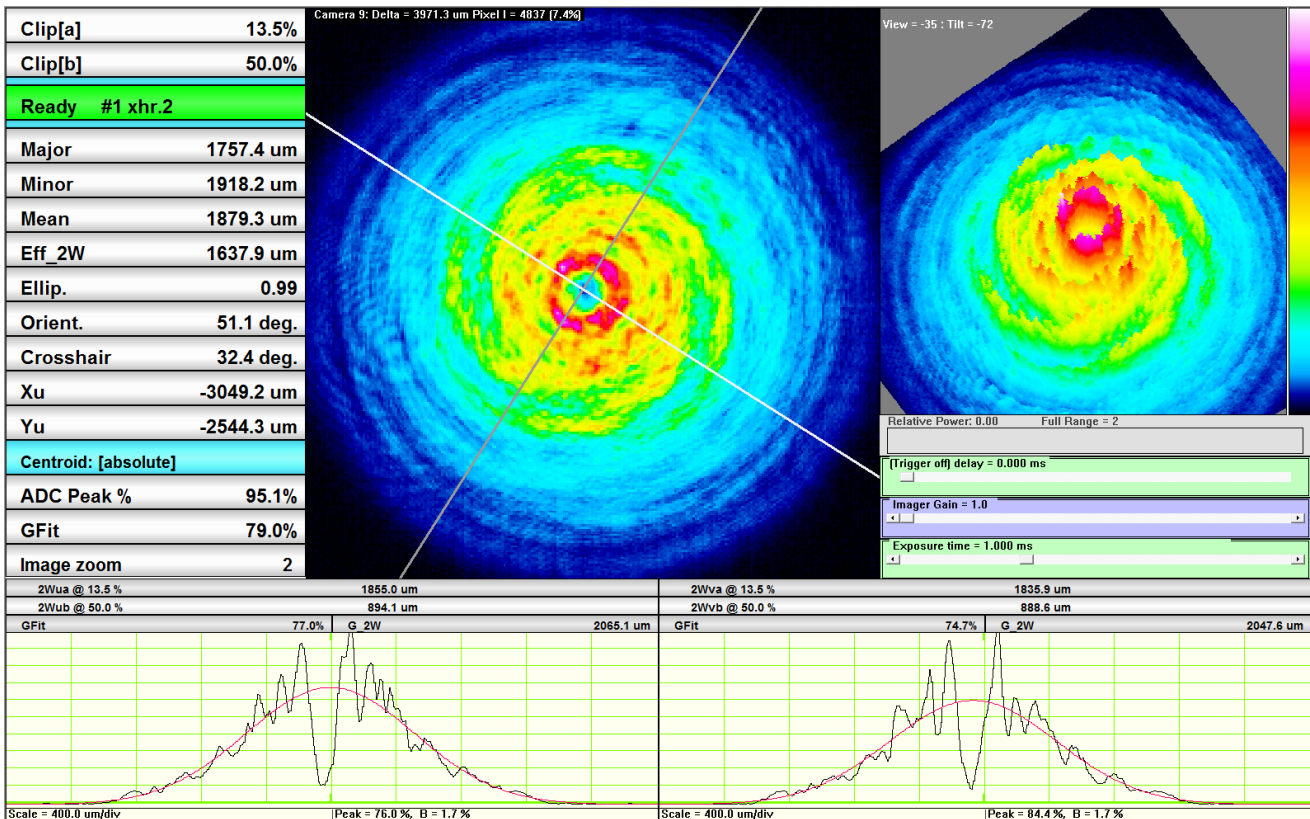 Clip[a] 13.5%
Clip[b] 50.0%
Ready #1 xhr.2
Major 1757.4 um
Minor 1918.2 um
Mean 1879.3 um
Eff_2W 1637.9 um
Ellip. 0.99
Orient. 51.1 deg.
Crosshair 32.4 deg.
Xu -3049.2 um
Yu -2544.3 um
Centroid: [absolute]
ADC Peak % 95.1%
GFit 79.0%
Image zoom 2
Camera 9: Delta = 3971.3 um Pixel I = 4837 (7.4%)
View = -35 : Tilt = -72
Relative Power: 0.00 Full Range = 2
(Trigger off) delay = 0.000 ms
Imager Gain = 1.0
Exposure time = 1.000 ms
2Wua @ 13.5 % 1855.0 um
2Wub @ 50.0 % 894.1 um
GFit 77.0% G_2W 2065.1 um
Scale = 400.0 um/div Peak = 76.0 %, B = 1.7 %
2Wva @ 13.5 % 1835.9 um
2Wvb @ 50.0 % 888.6 um
GFit 74.7% G_2W 2047.6 um
Scale = 400.0 um/div Peak = 84.4 %, B = 1.7 %